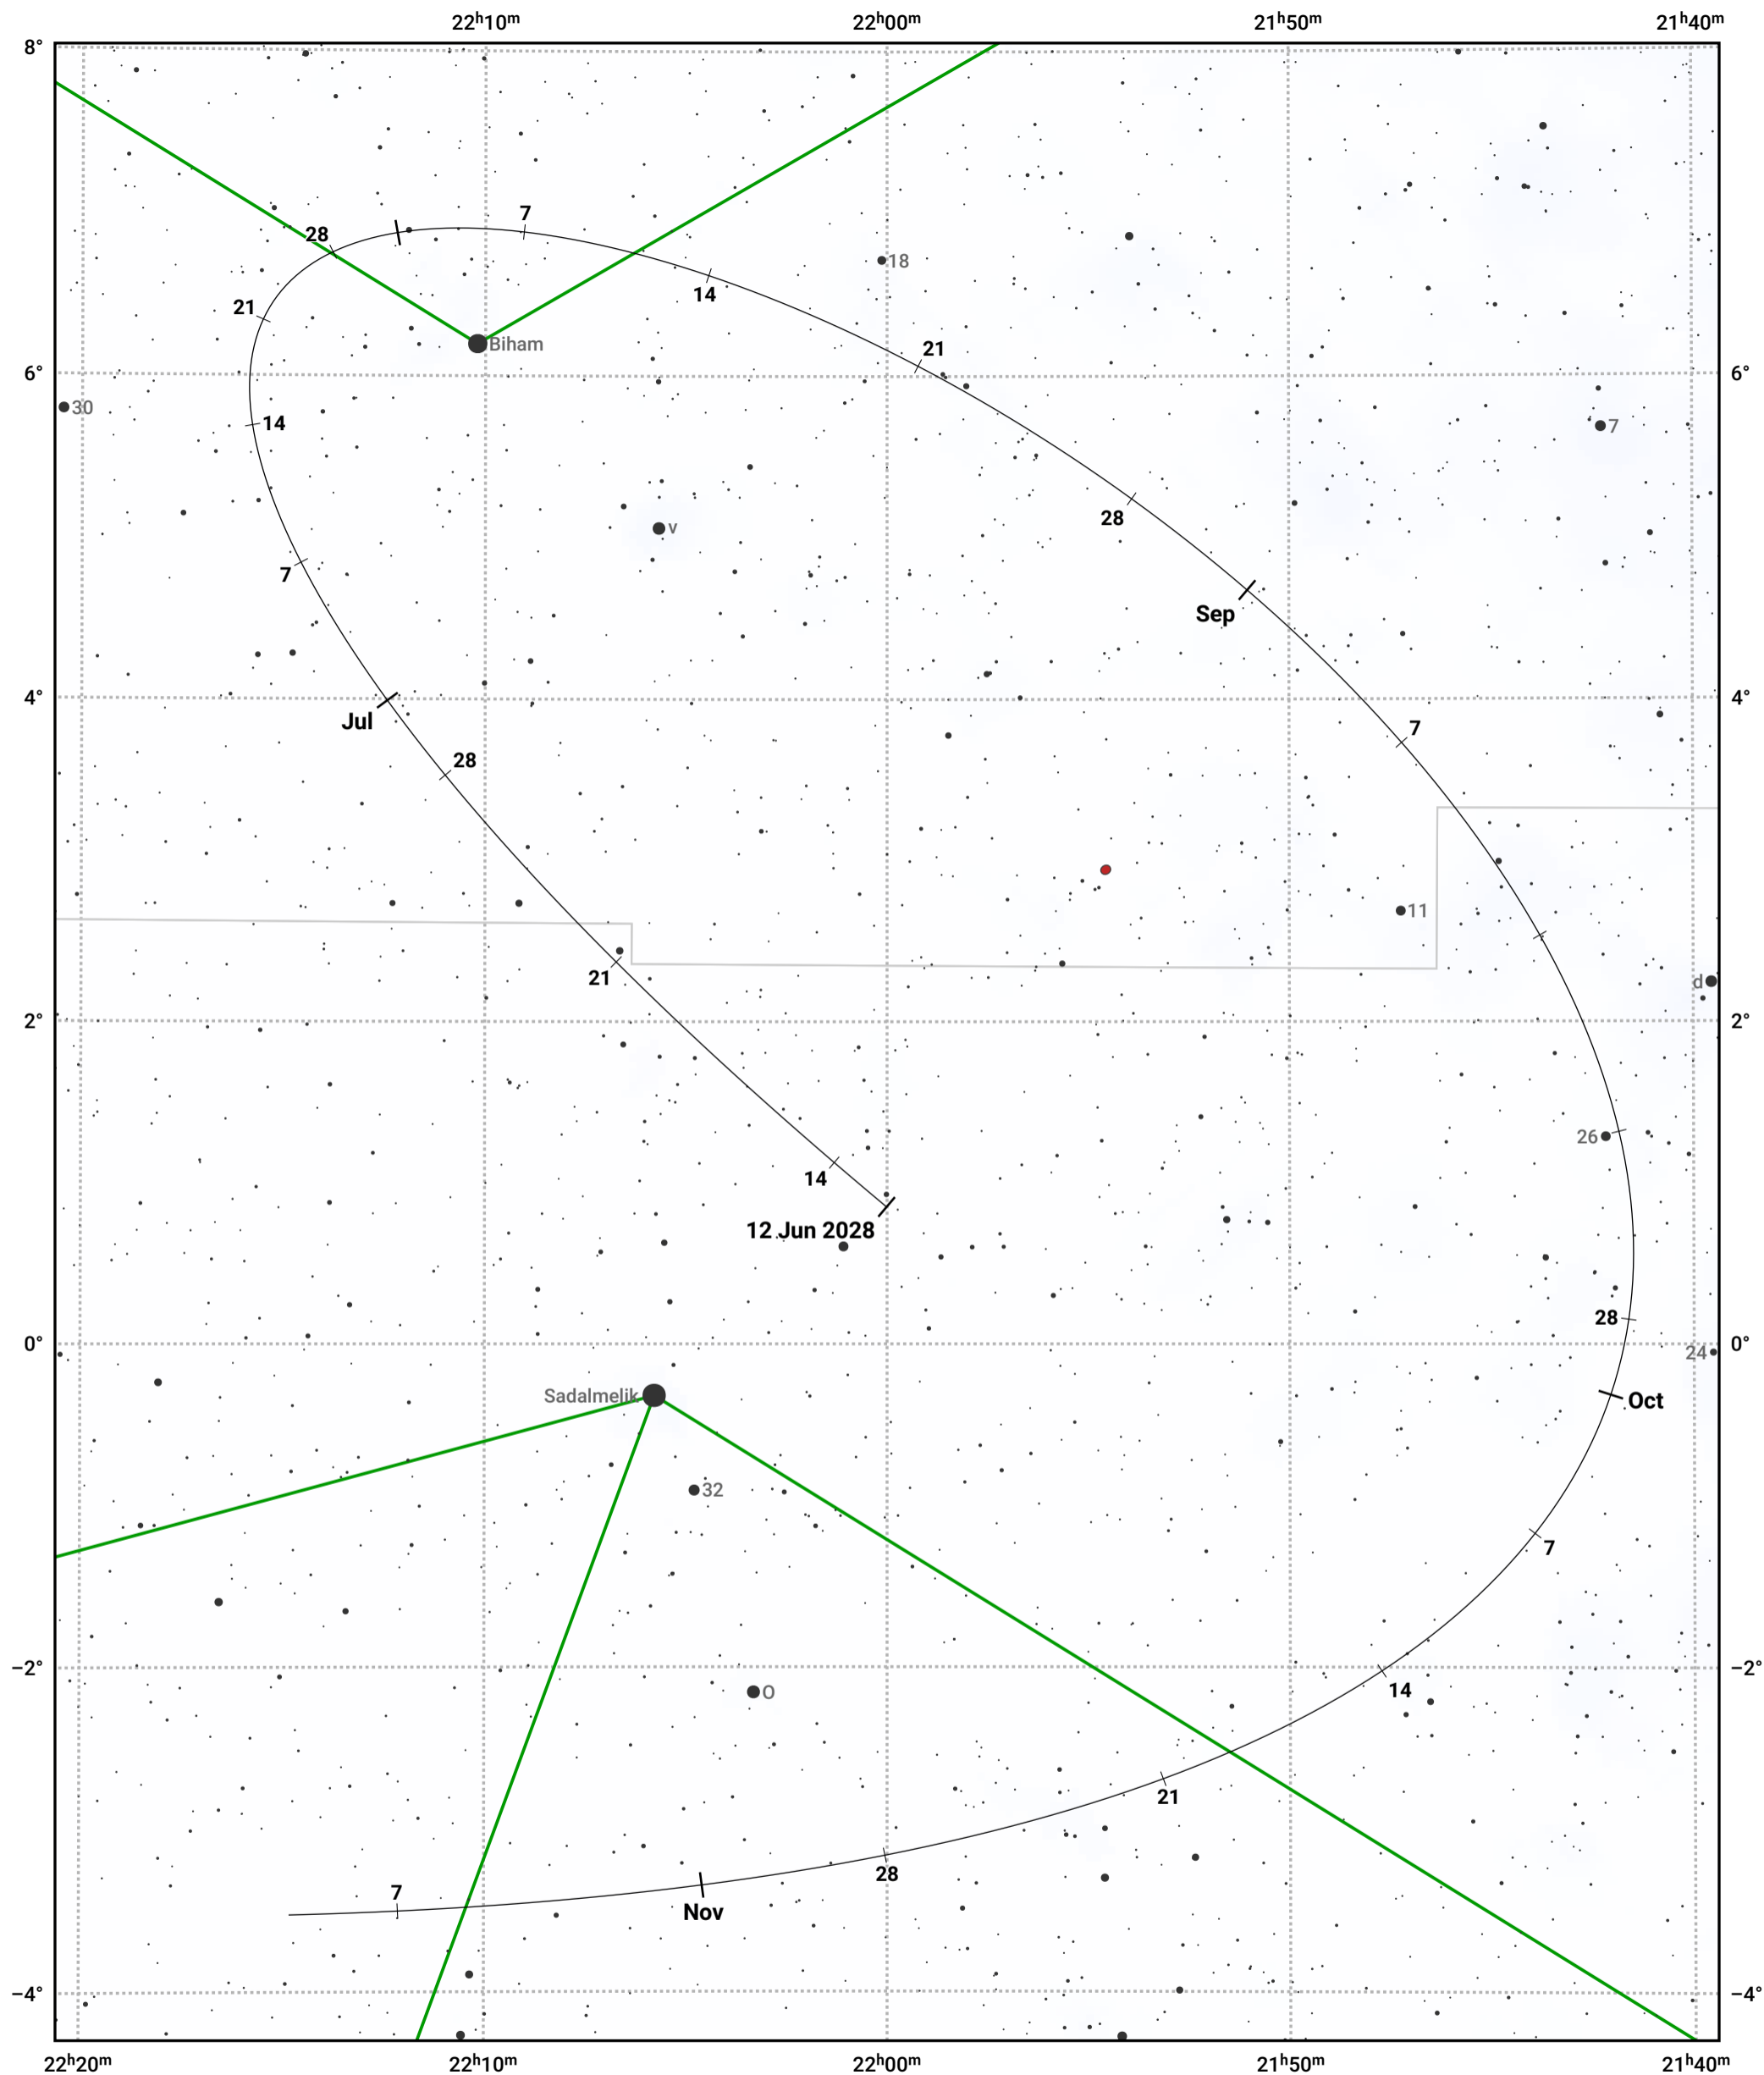 22ʰ10ᵐ 22ʰ00ᵐ 21ʰ50ᵐ 21ʰ40ᵐ
8°
7
28
18
14
21
21
Biham
6° 6°
30
14
7
28
v
7
Sep
4° 4°
Jul
7
28
11
21
d
2° 2°
26
14
12 Jun 2028
28
0° 0°
24
Sadalmelik
Oct
32
7
−2° −2°
14
O
21
28
7
Nov
−4° −4°
22ʰ20ᵐ 22ʰ10ᵐ 22ʰ00ᵐ 21ʰ50ᵐ 21ʰ40ᵐ